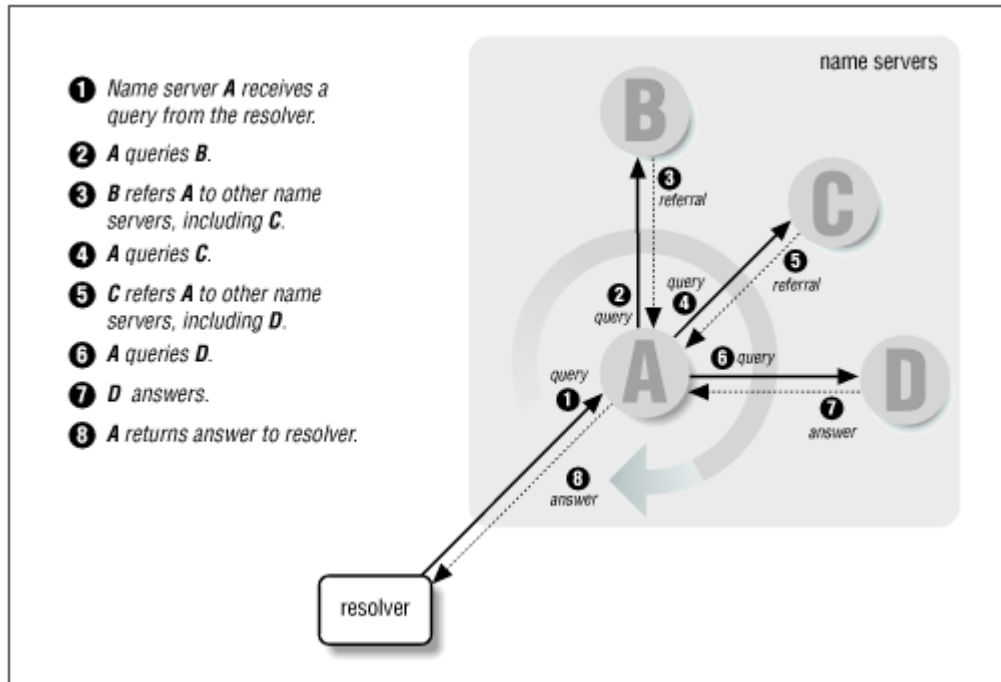 1 Name server A receives a
query from the resolver.
2 A queries B.
3 B refers A to other name
servers, including C.
4 A queries C.
5 C refers A to other name
servers, including D.
6 A queries D.
7 D answers.
8 A returns answer to resolver.
name servers
B
3
referral
C
5
referral
query
4
2
query
A
6 query
D
7
answer
query
1
8
answer
resolver